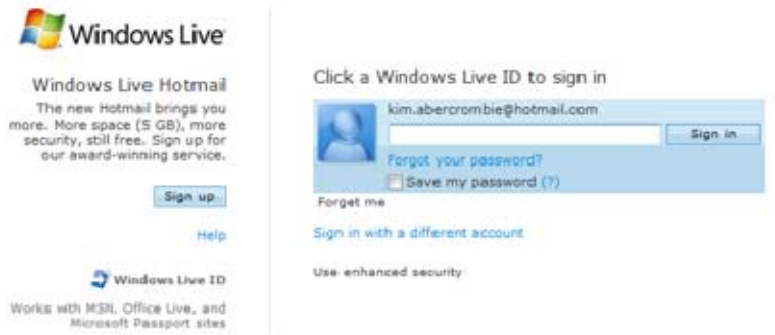 Windows Live
Windows Live Hotmail
The new Hotmail brings you
more. More space (5 GB), more
security, still free. Sign up for
our award-winning service.
Sign up
Help
Windows Live ID
Works with MSN, Office Live, and
Microsoft Passport sites
Click a Windows Live ID to sign in
kim.abercrombie@hotmail.com
Sign in
Forgot your password?
Save my password (?)
Forget me
Sign in with a different account
Use enhanced security